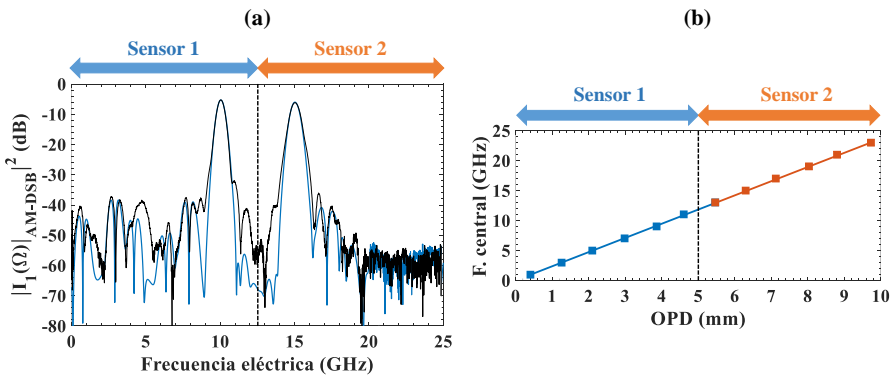 (a)
Sensor 1 Sensor 2
0
-10
-20
-30
-40
-50
-60
-70
-80
|I₁(Ω)|AM-DSB|² (dB)
0 5 10 15 20 25
Frecuencia eléctrica (GHz)
(b)
Sensor 1 Sensor 2
25
20
15
10
5
0
F. central (GHz)
0 1 2 3 4 5 6 7 8 9 10
OPD (mm)